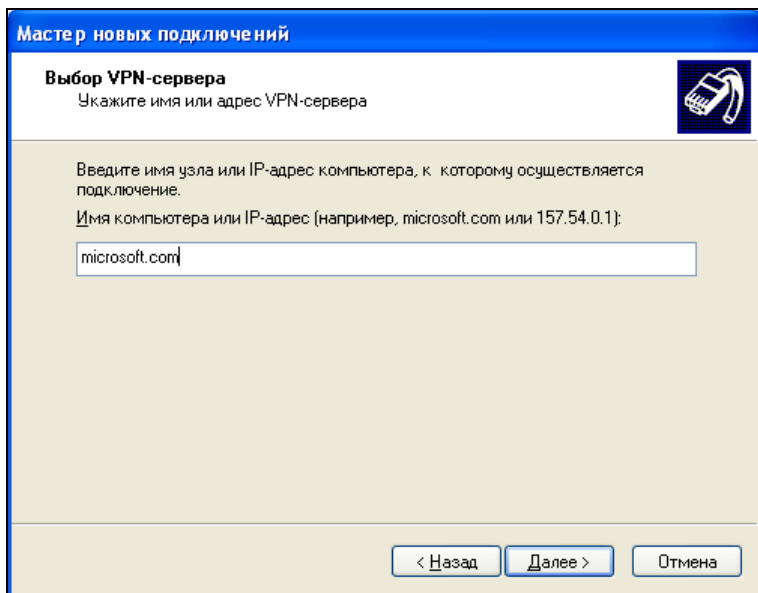 Мастер новых подключений
Выбор VPN-сервера
Укажите имя или адрес VPN-сервера
Введите имя узла или IP-адрес компьютера, к которому осуществляется
подключение.
Имя компьютера или IP-адрес (например, microsoft.com или 157.54.0.1):
microsoft.com
< Назад Далее > Отмена